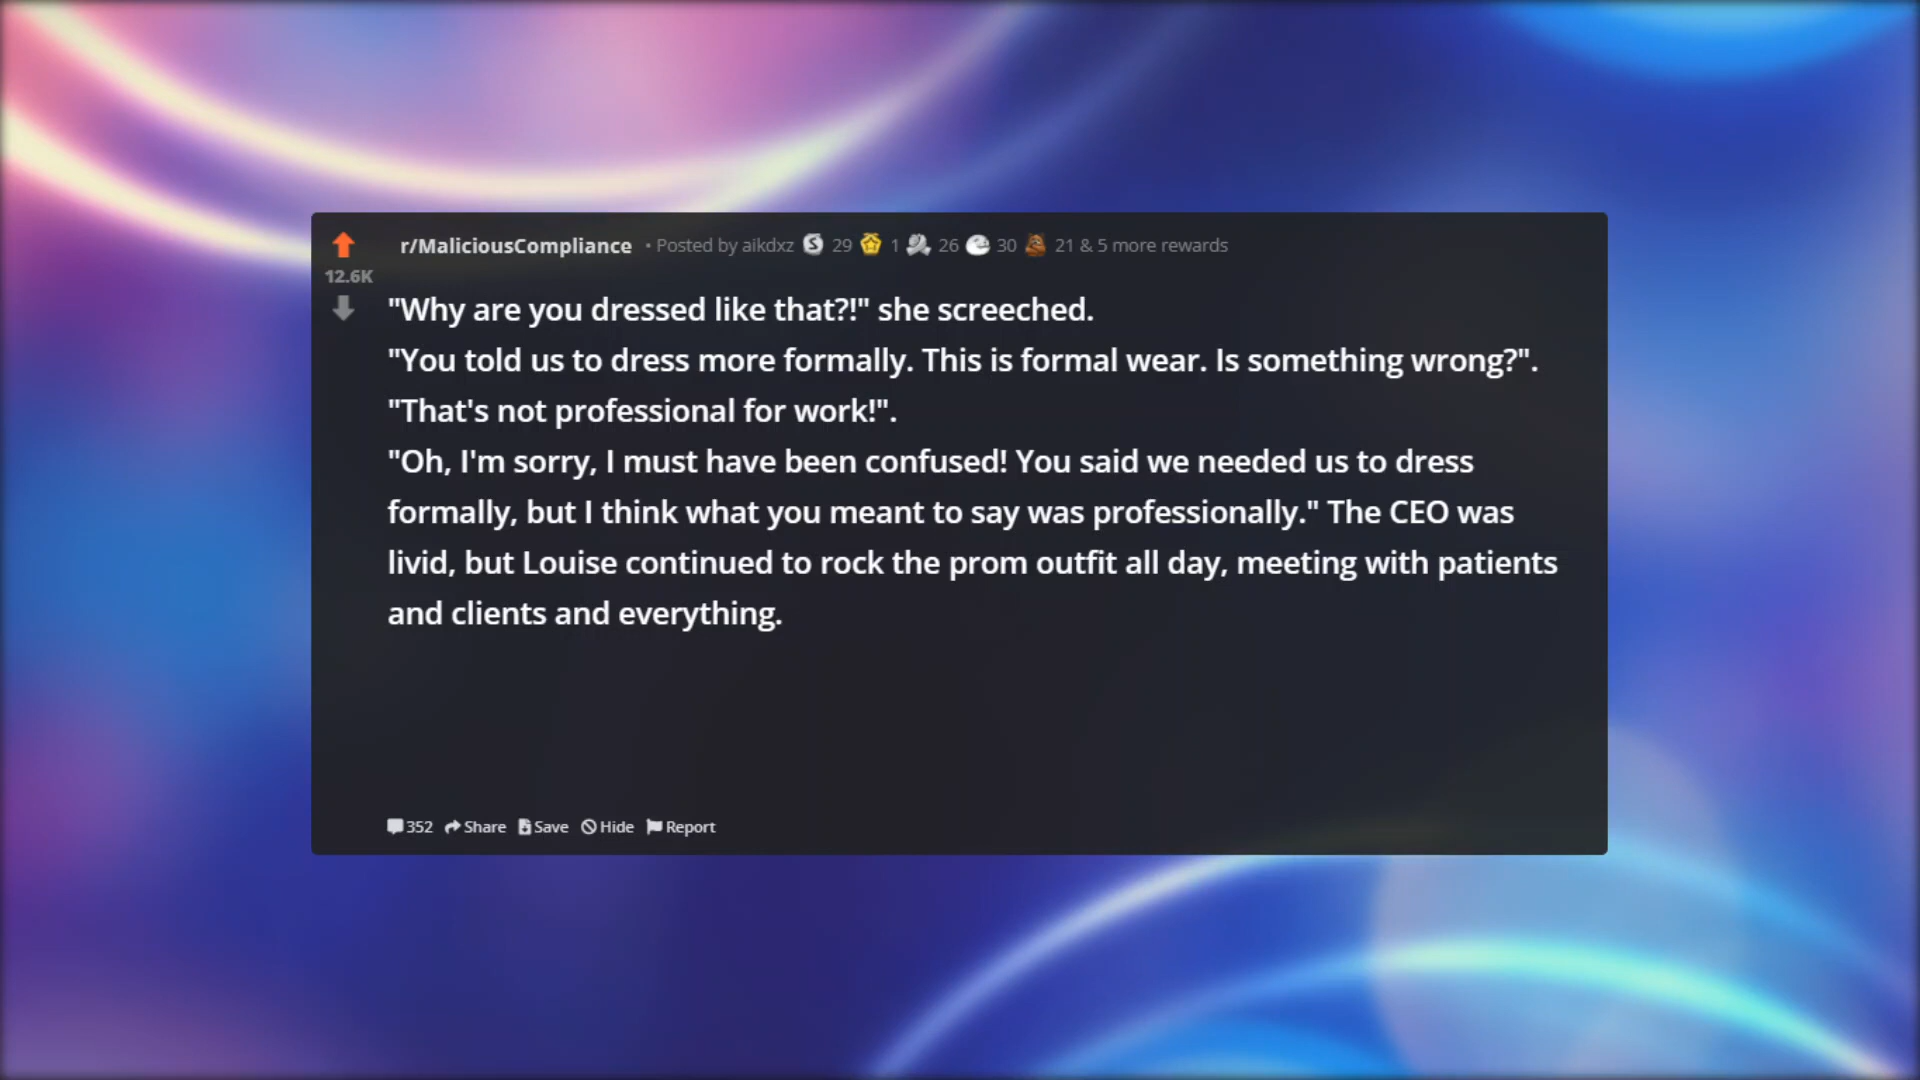 r/MaliciousCompliance • Posted by aikdxz 29 1 26 30 21 & 5 more rewards
12.6K
"Why are you dressed like that?!" she screeched.
"You told us to dress more formally. This is formal wear. Is something wrong?".
"That's not professional for work!".
"Oh, I'm sorry, I must have been confused! You said we needed us to dress
formally, but I think what you meant to say was professionally." The CEO was
livid, but Louise continued to rock the prom outfit all day, meeting with patients
and clients and everything.
352 Share Save Hide Report